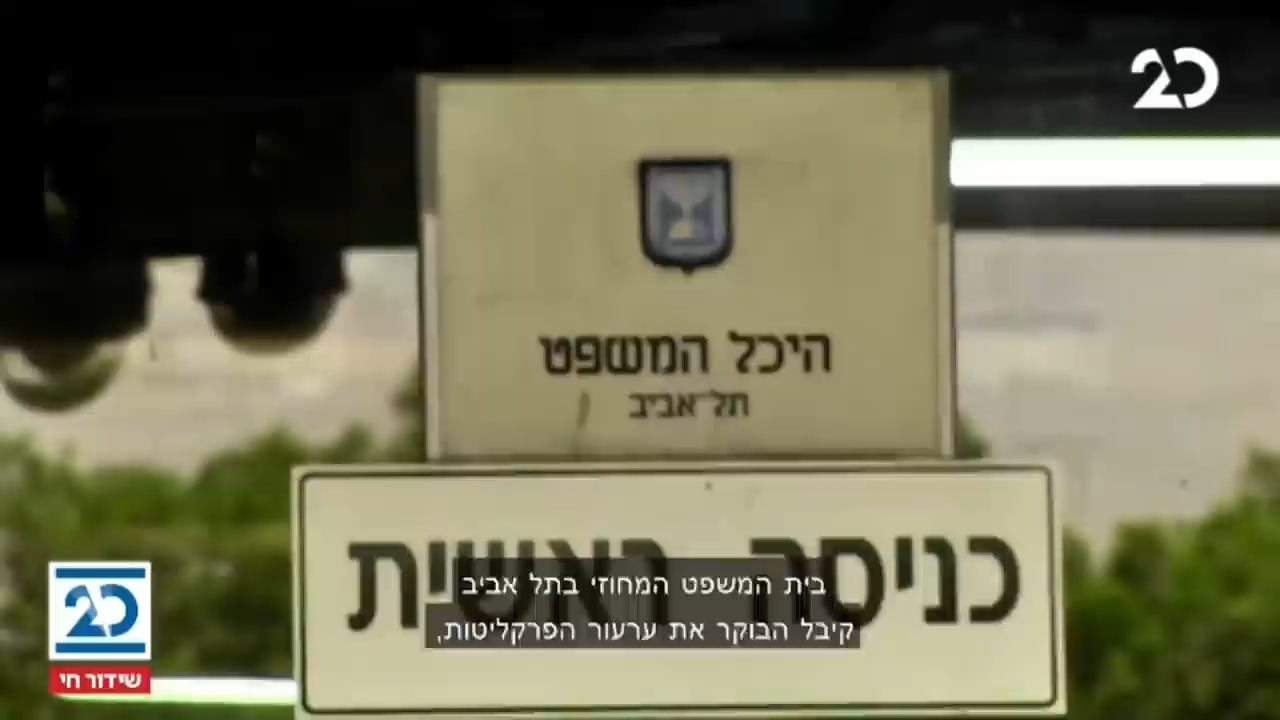 20
היכל המשפט
תל-אביב
כניסה ראשית
בית המשפט המחוזי בתל אביב
קיבל הבוקר את ערעור הפרקליטות,
20
שידור חי